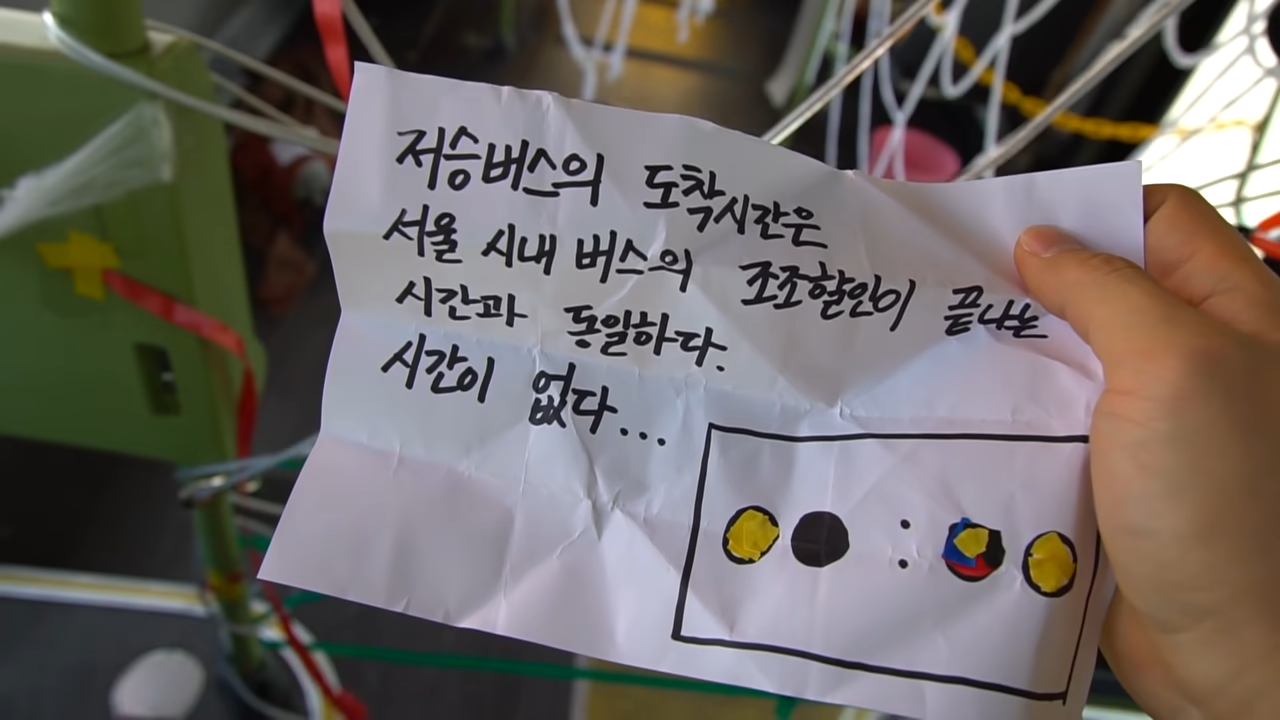 저승버스의 도착시간은
서울 시내 버스의 조조할인이 끝나는
시간과 동일하다.
시간이 없다...
: